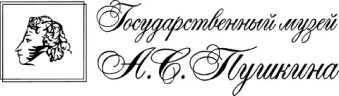 Государственный музей
А.С.Пушкина